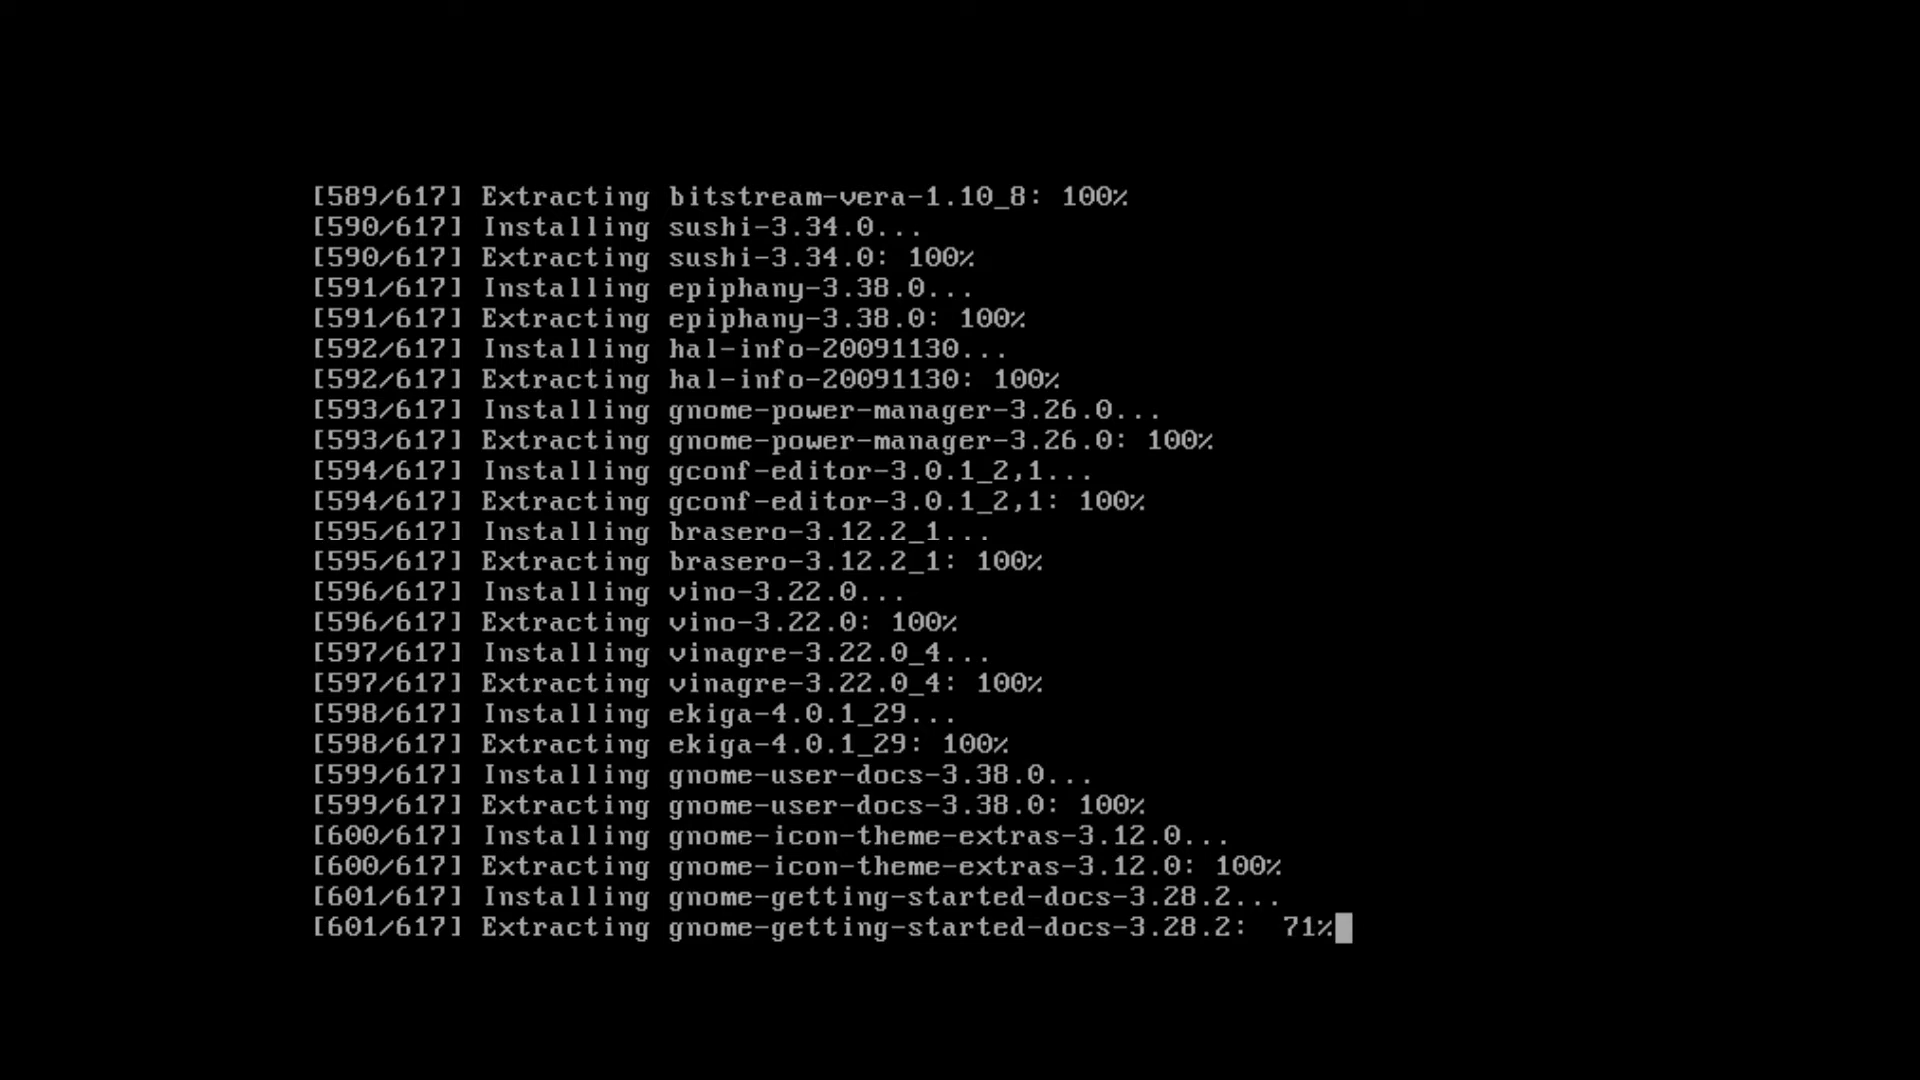 [589/617] Extracting bitstream-vera-1.10_8: 100%
[590/617] Installing sushi-3.34.0...
[590/617] Extracting sushi-3.34.0: 100%
[591/617] Installing epiphany-3.38.0...
[591/617] Extracting epiphany-3.38.0: 100%
[592/617] Installing hal-info-20091130...
[592/617] Extracting hal-info-20091130: 100%
[593/617] Installing gnome-power-manager-3.26.0...
[593/617] Extracting gnome-power-manager-3.26.0: 100%
[594/617] Installing gconf-editor-3.0.1_2,1...
[594/617] Extracting gconf-editor-3.0.1_2,1: 100%
[595/617] Installing brasero-3.12.2_1...
[595/617] Extracting brasero-3.12.2_1: 100%
[596/617] Installing vino-3.22.0...
[596/617] Extracting vino-3.22.0: 100%
[597/617] Installing vinagre-3.22.0_4...
[597/617] Extracting vinagre-3.22.0_4: 100%
[598/617] Installing ekiga-4.0.1_29...
[598/617] Extracting ekiga-4.0.1_29: 100%
[599/617] Installing gnome-user-docs-3.38.0...
[599/617] Extracting gnome-user-docs-3.38.0: 100%
[600/617] Installing gnome-icon-theme-extras-3.12.0...
[600/617] Extracting gnome-icon-theme-extras-3.12.0: 100%
[601/617] Installing gnome-getting-started-docs-3.28.2...
[601/617] Extracting gnome-getting-started-docs-3.28.2:  71%